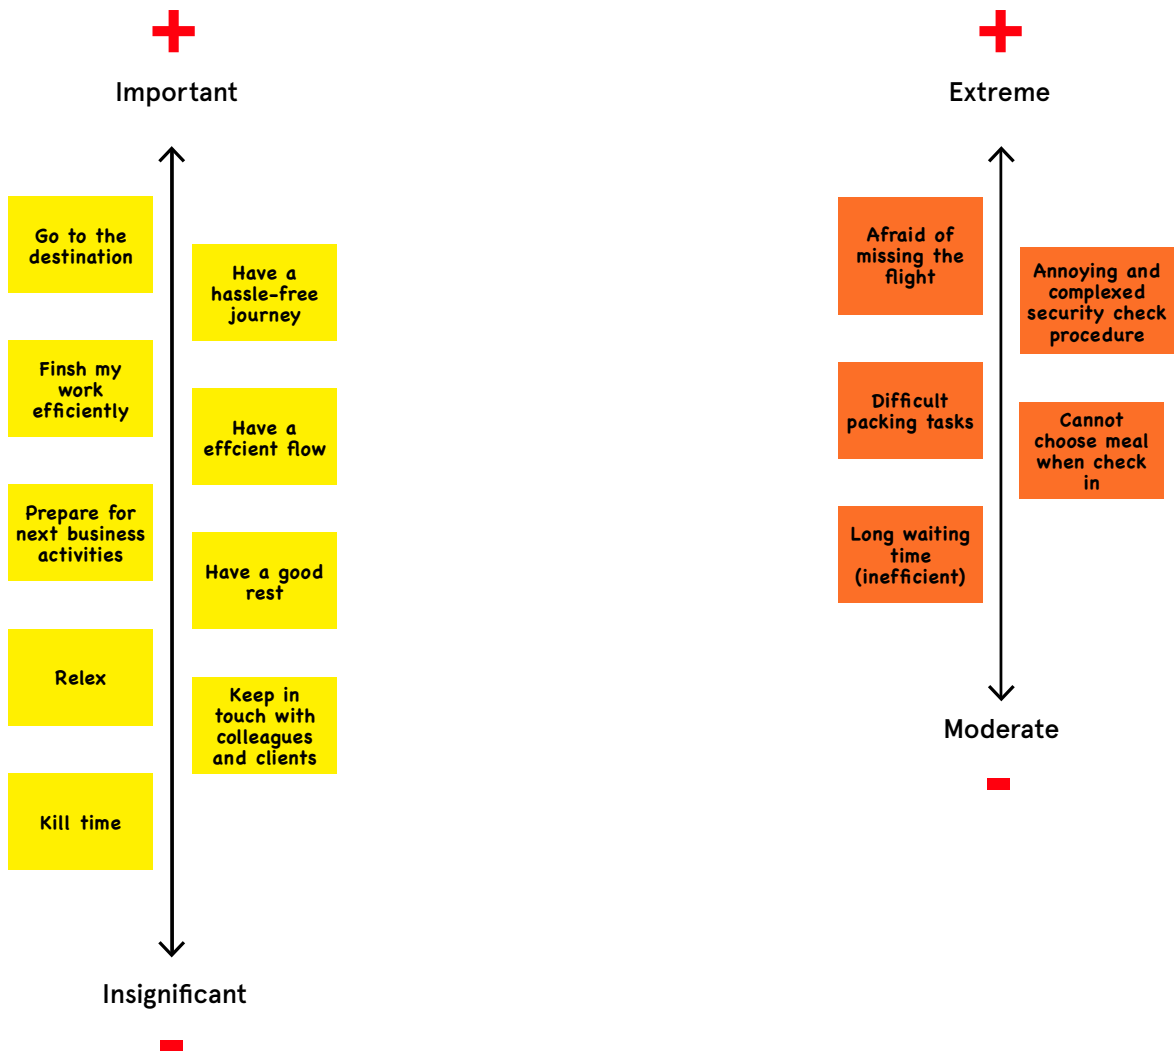 Important
Go to the
destination
Have a
hassle-free
journey
Finsh my
work
efficiently
Have a
effcient flow
Prepare for
next business
activities
Have a good
rest
Relex
Keep in
touch with
colleagues
and clients
Kill time
Insignificant
Extreme
Afraid of
missing the
flight
Annoying and
complexed
security check
procedure
Difficult
packing tasks
Cannot
choose meal
when check
in
Long waiting
time
(inefficient)
Moderate